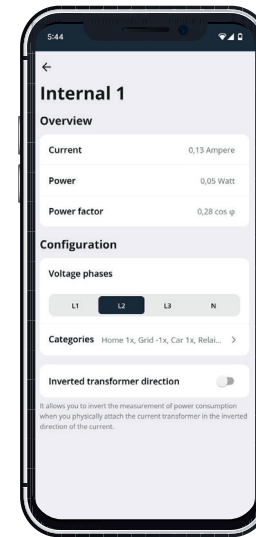 5:44
Internal 1
Overview
Current 0,13 Ampere
Power 0,05 Watt
Power factor 0,28 cos φ
Configuration
Voltage phases
L1 L2 L3 N
Categories Home 1x, Grid -1x, Car 1x, Relai...
Inverted transformer direction
It allows you to invert the measurement of power consumption
when you physically attach the current transformer in the inverted
direction of the current.